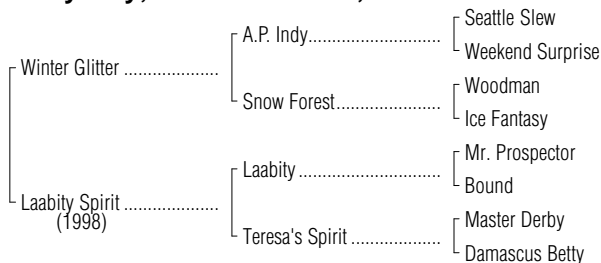 Seattle Slew
A.P. Indy........................................
Weekend Surprise
Winter Glitter ......................
Woodman
Snow Forest................................
Ice Fantasy
Mr. Prospector
Laabity ...........................................
Bound
Laabity Spirit ......................
(1998)
Master Derby
Teresa's Spirit ............................
Damascus Betty